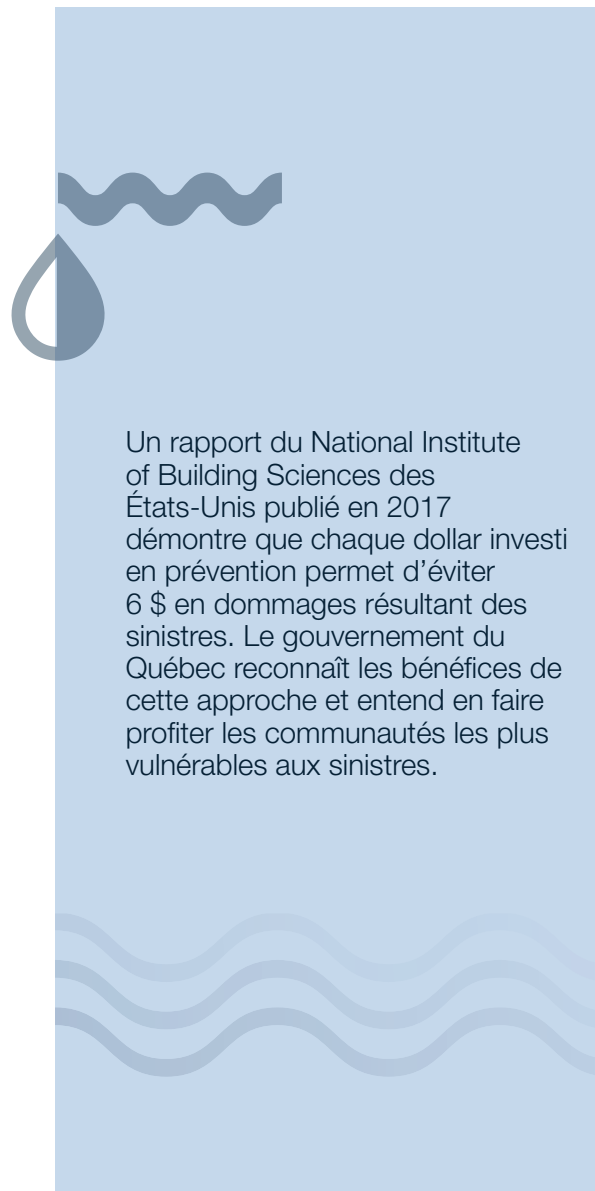 Un rapport du National Institute
of Building Sciences des
États-Unis publié en 2017
démontre que chaque dollar investi
en prévention permet d’éviter
6 $ en dommages résultant des
sinistres. Le gouvernement du
Québec reconnaît les bénéfices de
cette approche et entend en faire
profiter les communautés les plus
vulnérables aux sinistres.